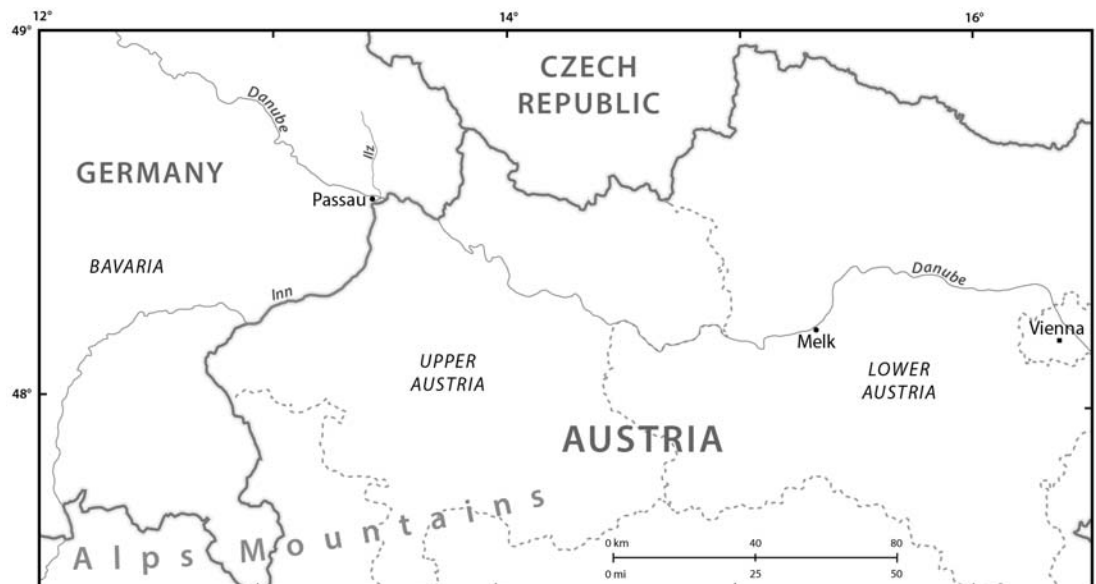 12°
14°
16°
49°
CZECH
REPUBLIC
Danube
GERMANY
Ilz
Passau
BAVARIA
Inn
Danube
Vienna
Melk
UPPER
AUSTRIA
LOWER
AUSTRIA
48°
AUSTRIA
Alps Mountains
0 km 40 80
0 mi 25 50